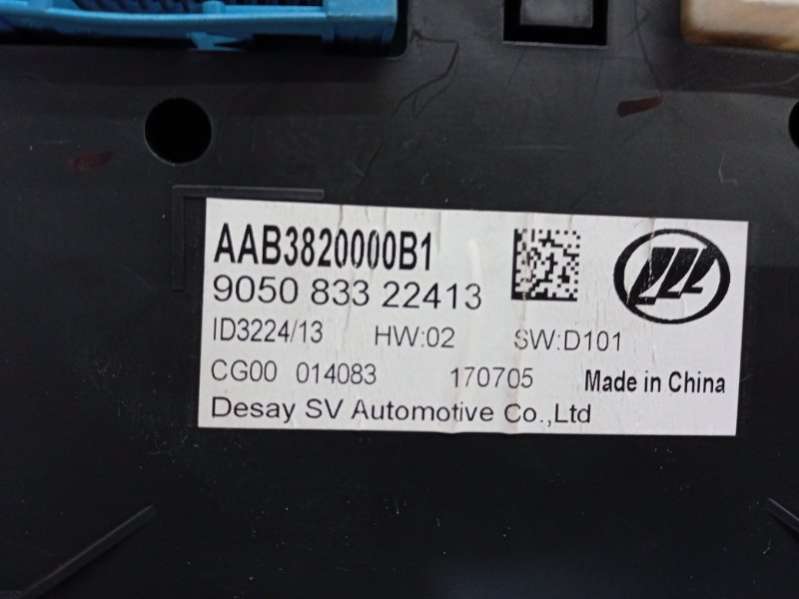 AAB3820000B1
9050 833 22413
ID3224/13 HW:02 SW:D101
CG00 014083 170705 Made in China
Desay SV Automotive Co.,Ltd